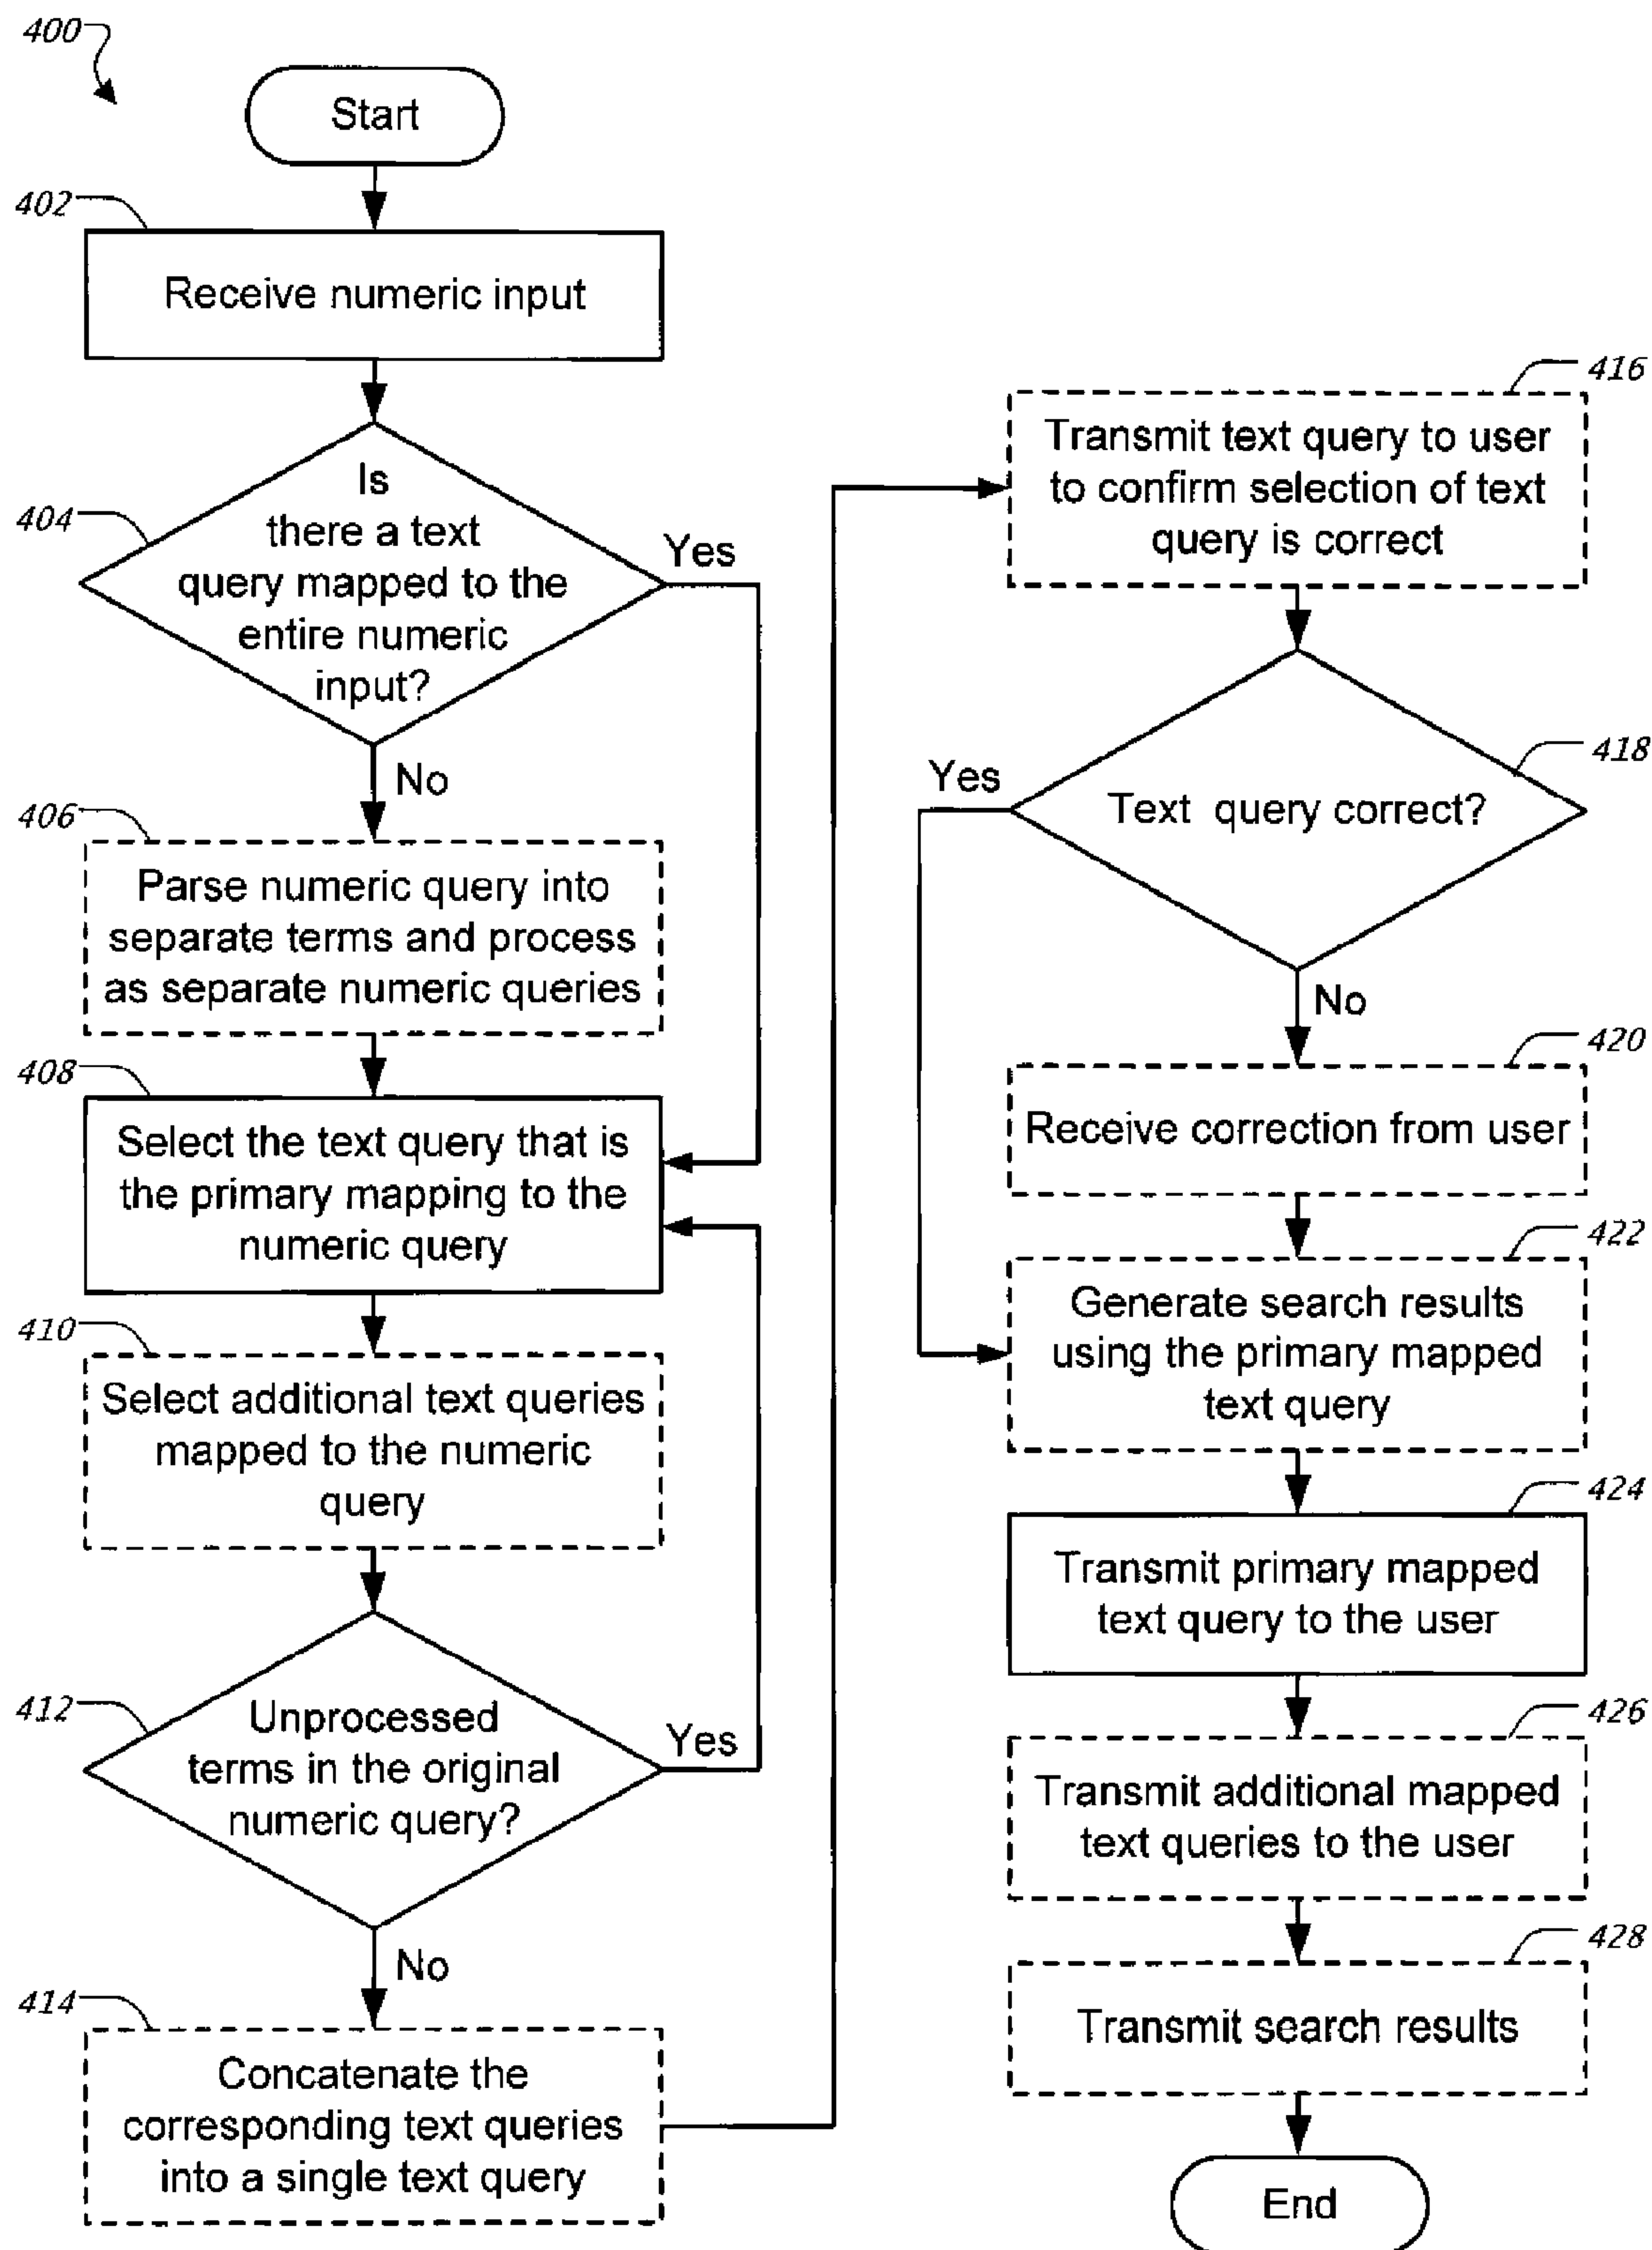 400
Start
402
Receive numeric input
404
Is
there a text
query mapped to the
entire numeric
input?
Yes
No
406
Parse numeric query into
separate terms and process
as separate numeric queries
408
Select the text query that is
the primary mapping to the
numeric query
410
Select additional text queries
mapped to the numeric
query
412
Unprocessed
terms in the original
numeric query?
Yes
No
414
Concatenate the
corresponding text queries
into a single text query
416
Transmit text query to user
to confirm selection of text
query is correct
418
Text query correct?
Yes
No
420
Receive correction from user
422
Generate search results
using the primary mapped
text query
424
Transmit primary mapped
text query to the user
426
Transmit additional mapped
text queries to the user
428
Transmit search results
End